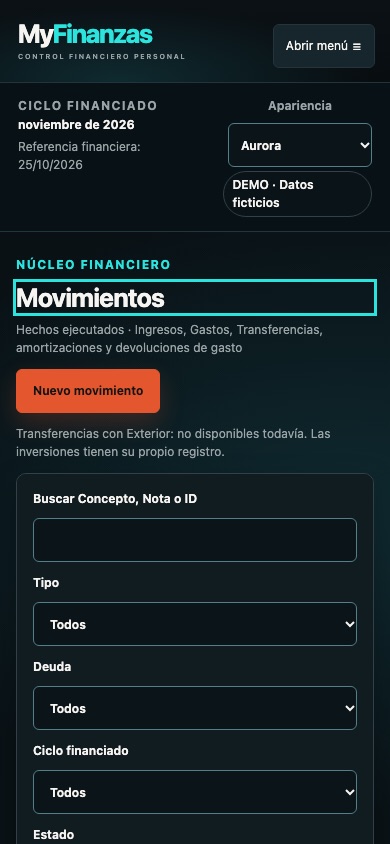 MyFinanzas
CONTROL FINANCIERO PERSONAL
Abrir menú ≡
CICLO FINANCIADO
noviembre de 2026
Referencia financiera:
25/10/2026
Apariencia
Aurora
DEMO · Datos
ficticios
NÚCLEO FINANCIERO
Movimientos
Hechos ejecutados · Ingresos, Gastos, Transferencias,
amortizaciones y devoluciones de gasto
Nuevo movimiento
Transferencias con Exterior: no disponibles todavía. Las
inversiones tienen su propio registro.
Buscar Concepto, Nota o ID
Tipo
Todos
Deuda
Todos
Ciclo financiado
Todos
Estado